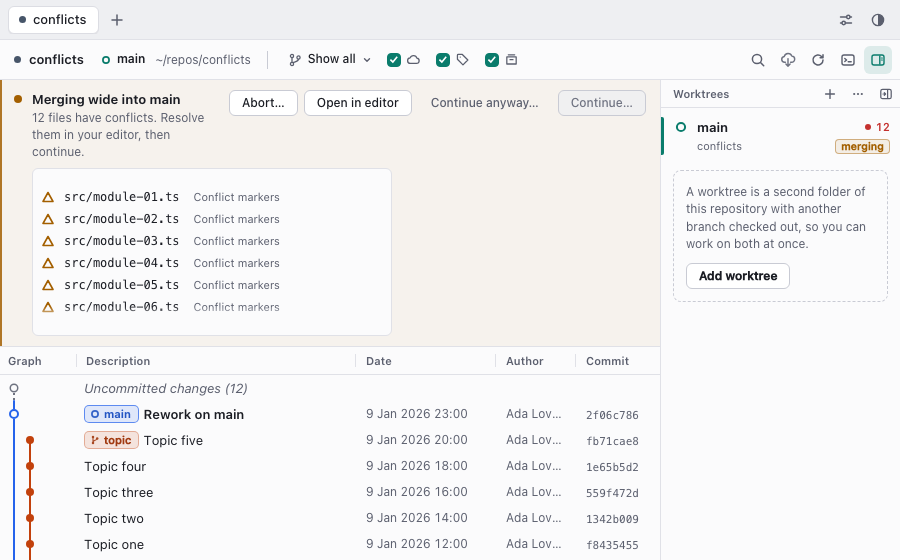 conflicts
conflicts main ~/repos/conflicts Show all
Merging wide into main
12 files have conflicts. Resolve
them in your editor, then
continue.
Abort... Open in editor Continue anyway... Continue...
src/module-01.ts Conflict markers
src/module-02.ts Conflict markers
src/module-03.ts Conflict markers
src/module-04.ts Conflict markers
src/module-05.ts Conflict markers
src/module-06.ts Conflict markers
Graph Description Date Author Commit
Uncommitted changes (12)
main Rework on main 9 Jan 2026 23:00 Ada Lov... 2f06c786
topic Topic five 9 Jan 2026 20:00 Ada Lov... fb71cae8
Topic four 9 Jan 2026 18:00 Ada Lov... 1e65b5d2
Topic three 9 Jan 2026 16:00 Ada Lov... 559f472d
Topic two 9 Jan 2026 14:00 Ada Lov... 1342b009
Topic one 9 Jan 2026 12:00 Ada Lov... f8435455
Worktrees
main 12
conflicts merging
A worktree is a second folder of
this repository with another
branch checked out, so you can
work on both at once.
Add worktree